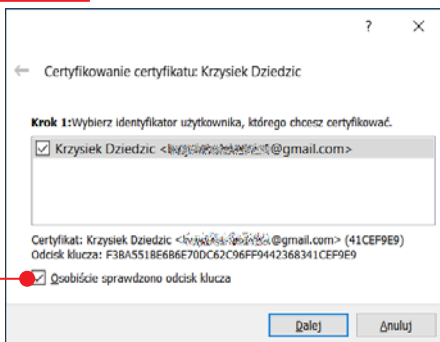 Certyfikowanie certyfikatu: Krzysiek Dziedzic
Krok 1:Wybierz identyfikator użytkownika, którego chcesz certyfikować.
Krzysiek Dziedzic < @gmail.com>
Certyfikat: Krzysiek Dziedzic < @gmail.com> (41CEF9E9)
Odcisk klucza: F3BA551BE6B6E70DC62C96FF9442368341CEF9E9
Osobiście sprawdzono odcisk klucza
Dalej
Anuluj